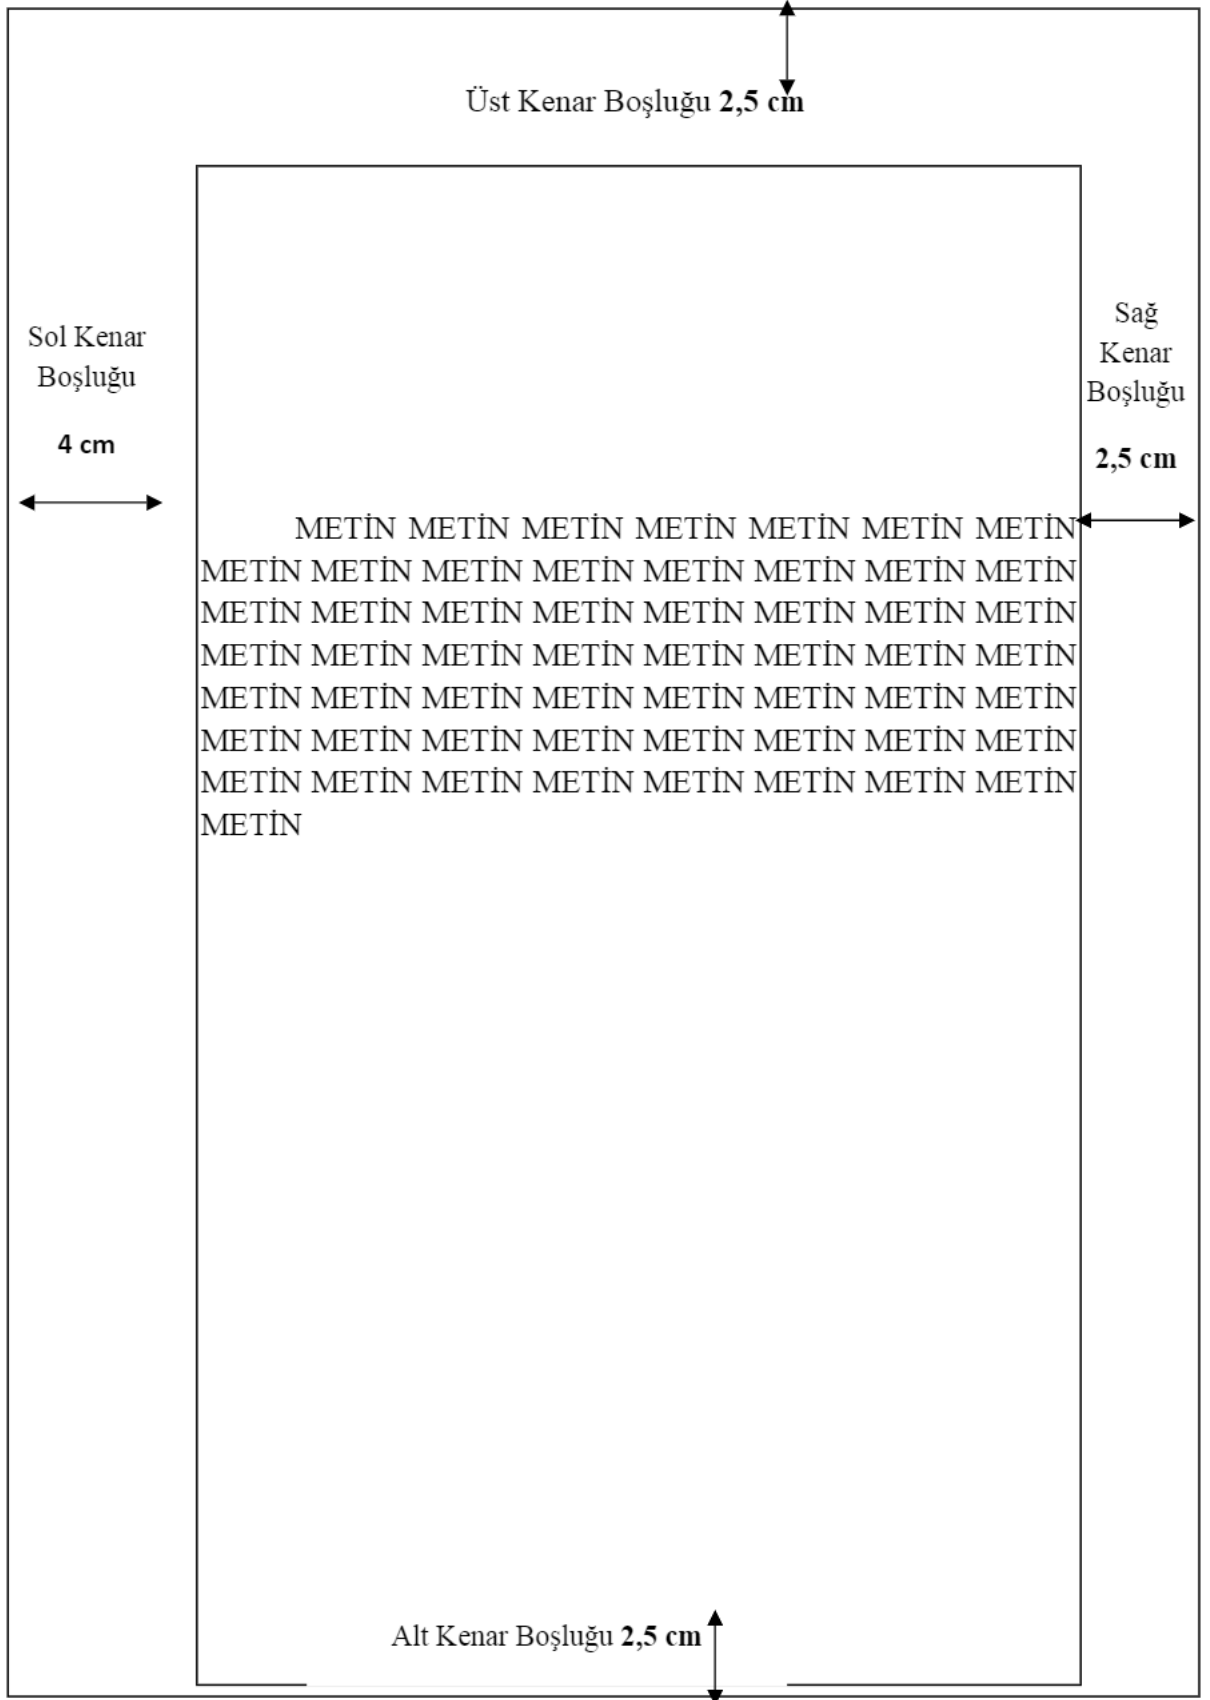 Üst Kenar Boşluğu 2,5 cm
Sol Kenar
Boşluğu
4 cm
Sağ
Kenar
Boşluğu
2,5 cm
METİN METİN METİN METİN METİN METİN METİN
METİN METİN METİN METİN METİN METİN METİN METİN
METİN METİN METİN METİN METİN METİN METİN METİN
METİN METİN METİN METİN METİN METİN METİN METİN
METİN METİN METİN METİN METİN METİN METİN METİN
METİN METİN METİN METİN METİN METİN METİN METİN
METİN METİN METİN METİN METİN METİN METİN METİN
METİN
Alt Kenar Boşluğu 2,5 cm